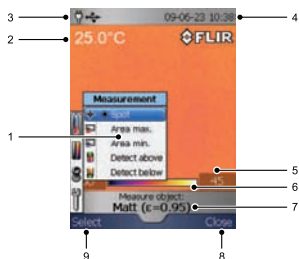 3
09-06-23 10:38
4
2
25.0°C
FLIR
Measurement
Spot
Area max.
1
Area min.
Detect above
5
Detect below
45
6
Measure object:
Matt (ε=0.95)
7
Select
Close
9
8